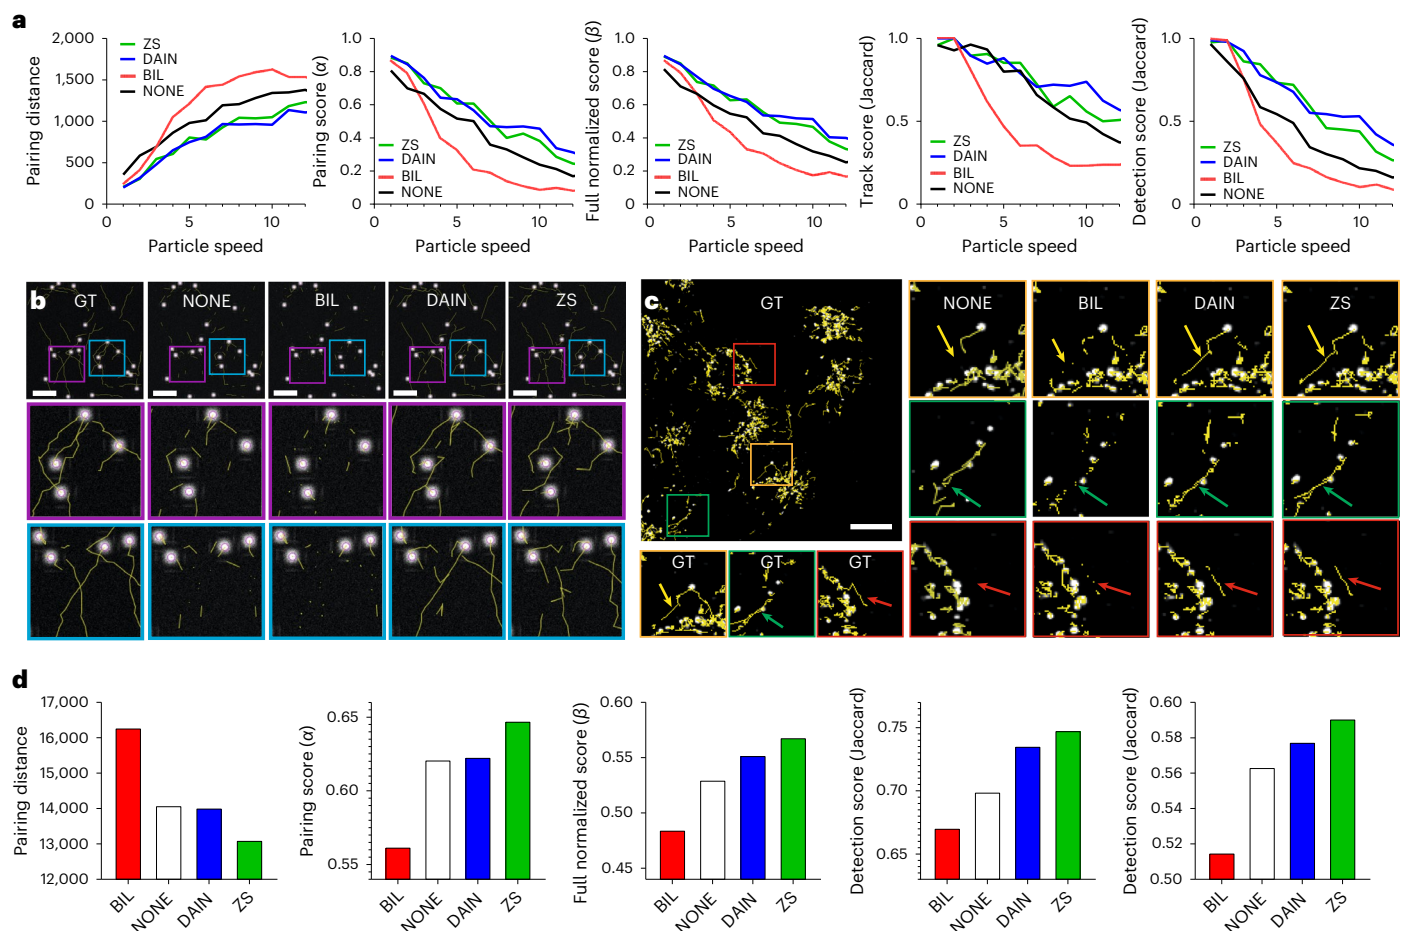 a
Pairing distance
2,000
1,500
1,000
500
0
ZS
DAIN
BIL
NONE
5
10
Particle speed
Pairing score (α)
1.0
0.8
0.6
0.4
0.2
0
ZS
DAIN
BIL
NONE
0
5
10
Particle speed
Full normalized score (β)
1.0
0.8
0.6
0.4
0.2
0
ZS
DAIN
BIL
NONE
0
5
10
Particle speed
Track score (Jaccard)
1.0
0.5
0
ZS
DAIN
BIL
NONE
0
5
10
Particle speed
Detection score (Jaccard)
1.0
0.5
0
ZS
DAIN
BIL
NONE
0
5
10
Particle speed
b
GT
NONE
BIL
DAIN
ZS
c
GT
NONE
BIL
DAIN
ZS
GT
GT
GT
d
Pairing distance
17,000
16,000
15,000
14,000
13,000
12,000
BIL
NONE
DAIN
ZS
Pairing score (α)
0.65
0.60
0.55
BIL
NONE
DAIN
ZS
Full normalized score (β)
0.60
0.55
0.50
0.45
BIL
NONE
DAIN
ZS
Detection score (Jaccard)
0.75
0.70
0.65
BIL
NONE
DAIN
ZS
Detection score (Jaccard)
0.60
0.58
0.56
0.54
0.52
0.50
BIL
NONE
DAIN
ZS